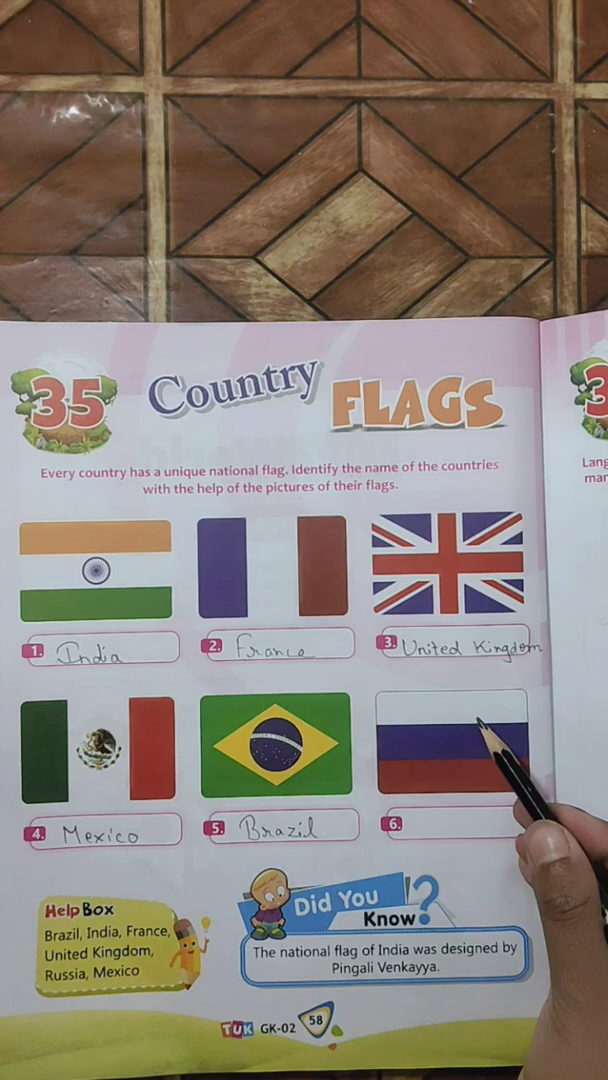 35 Country FLAGS
Every country has a unique national flag. Identify the name of the countries
with the help of the pictures of their flags.
1. India
2. France
3. United Kingdom
4. Mexico
5. Brazil
6.
Help Box
Brazil, India, France,
United Kingdom,
Russia, Mexico
Did You
Know?
The national flag of India was designed by
Pingali Venkayya.
TUK GK-02 58
3
Lang
mar